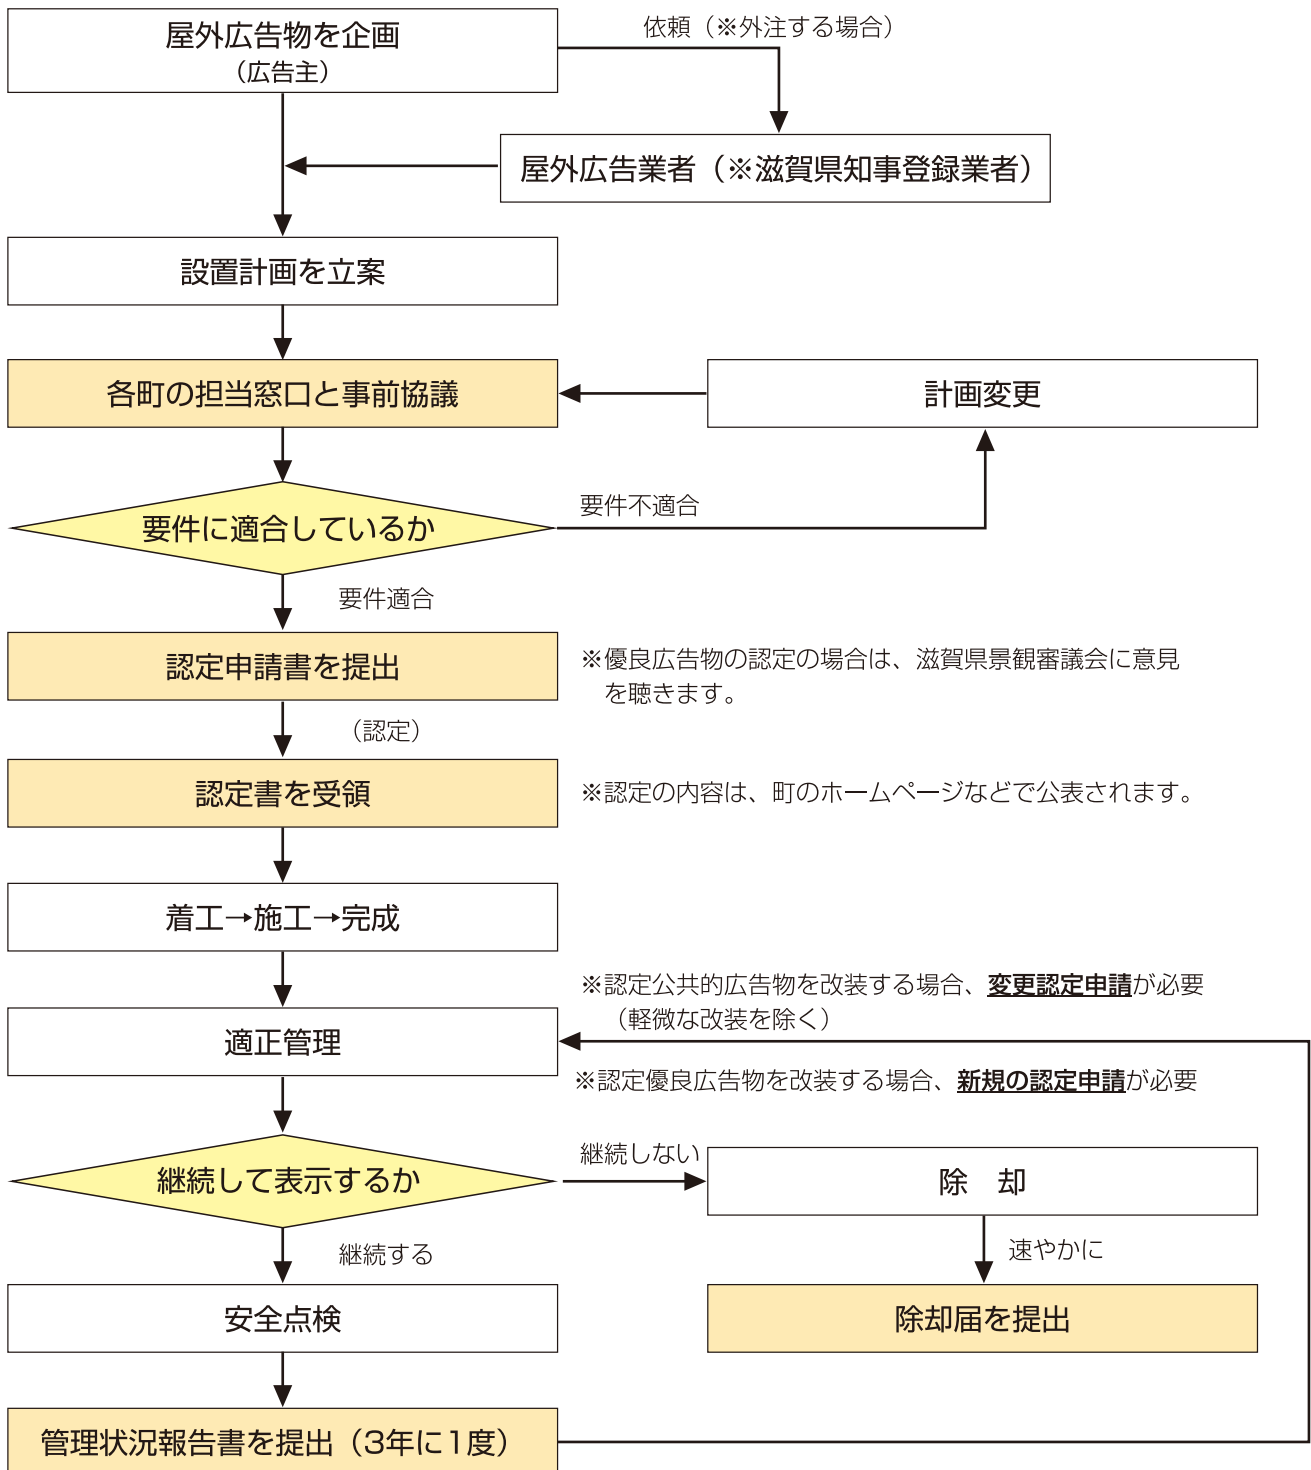 屋外広告物を企画
（広告主）
依頼（※外注する場合）
屋外広告業者（※滋賀県知事登録業者）
設置計画を立案
各町の担当窓口と事前協議
計画変更
要件に適合しているか
要件不適合
要件適合
認定申請書を提出
※優良広告物の認定の場合は、滋賀県景観審議会に意見
を聴きます。
（認定）
認定書を受領
※認定の内容は、町のホームページなどで公表されます。
着工→施工→完成
※認定公共的広告物を改装する場合、変更認定申請が必要
（軽微な改装を除く）
適正管理
※認定優良広告物を改装する場合、新規の認定申請が必要
継続して表示するか
継続しない
除　却
継続する
速やかに
安全点検
除却届を提出
管理状況報告書を提出（3年に1度）